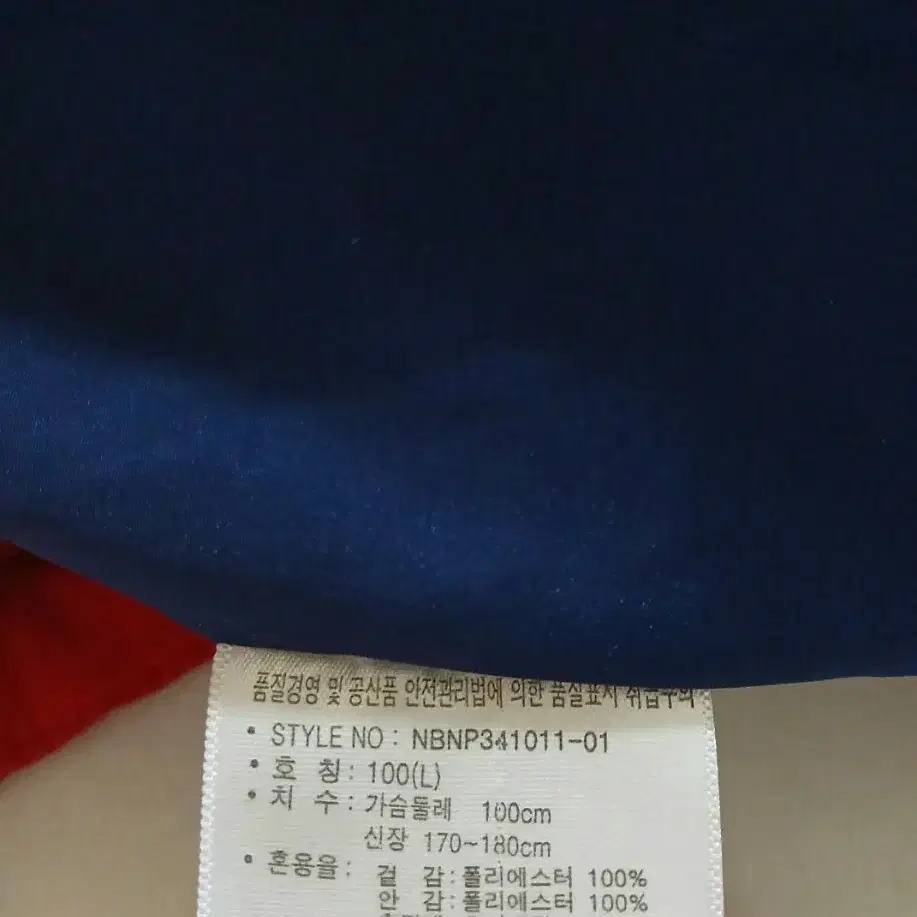 품질경영 및 공산품 안전관리법에 의한 품질표시 취급주의
• STYLE NO : NBNP341011-01
• 호 칭 : 100(L)
• 치 수 : 가슴둘레 100cm
신장 170~180cm
• 혼용율 : 겉 감 : 폴리에스터 100%
안 감 : 폴리에스터 100%